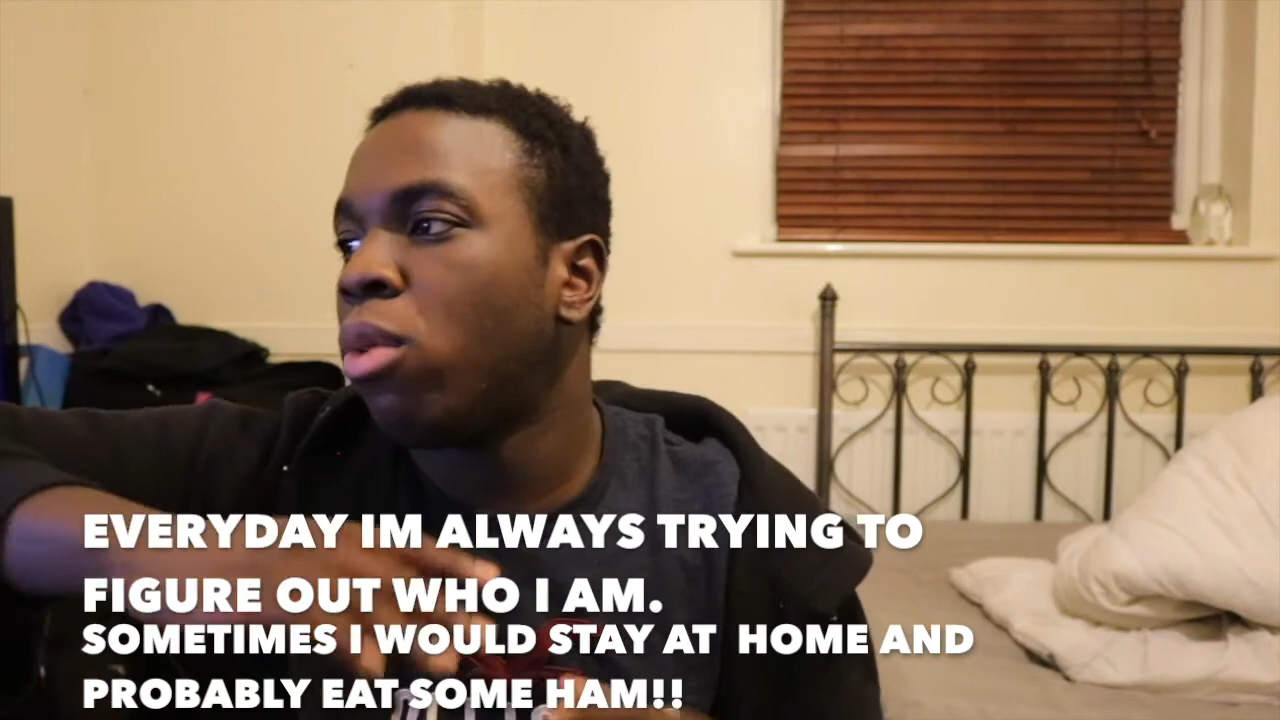 EVERYDAY IM ALWAYS TRYING TO
FIGURE OUT WHO I AM.
SOMETIMES I WOULD STAY AT HOME AND
PROBABLY EAT SOME HAM!!